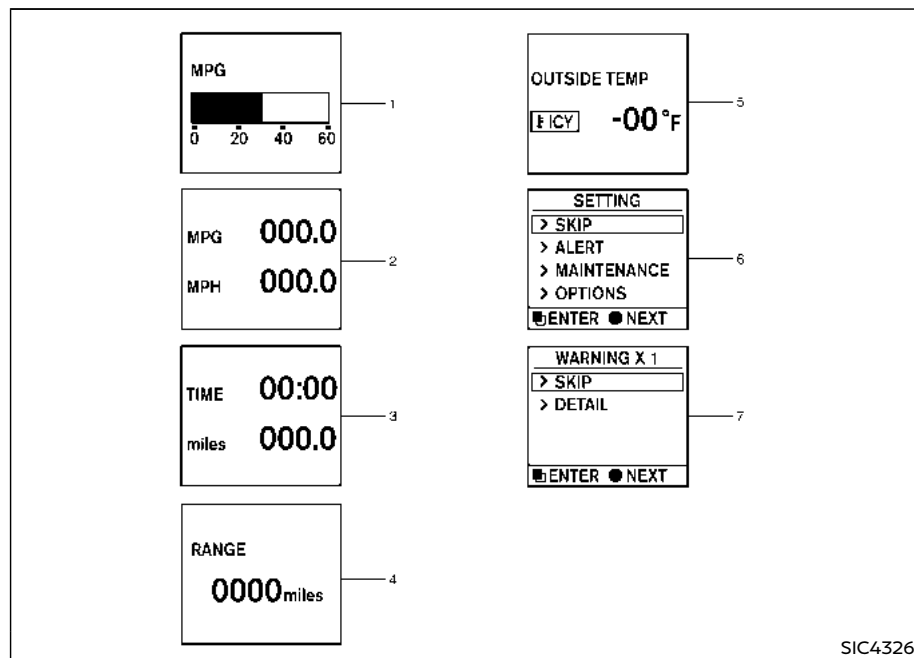 MPG
0 20 40 60
1
MPG 000.0
MPH 000.0
2
TIME 00:00
miles 000.0
3
RANGE
0000 miles
4
OUTSIDE TEMP
ICY -00°F
5
SETTING
> SKIP
> ALERT
> MAINTENANCE
> OPTIONS
ENTER ● NEXT
6
WARNING X 1
> SKIP
> DETAIL
ENTER ● NEXT
7
SIC4326